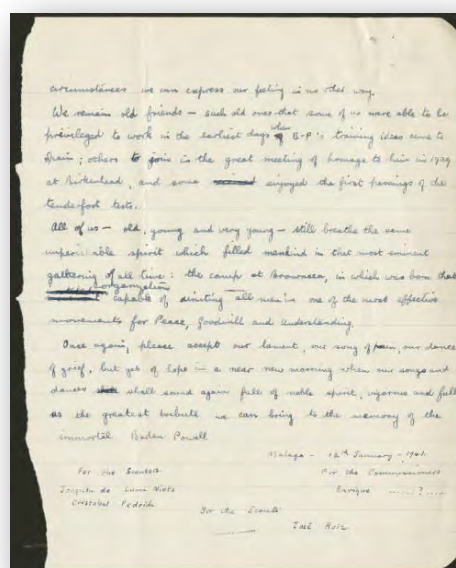 circumstances we can express our feeling in no other way.
We remain old friends – such old ones that some of us were able to be
privileged to work in the earliest days when B-P's training ideas came to
Spain; others to join in the great meeting of homage to him in 1929
at Birkenhead, and some enjoyed the first pennings of the
tenderfoot tests.
All of us – old, young and very young – still breathe the same
imperishable spirit which filled mankind in that most eminent
gathering of all time: the camp at Brownsea, in which was born that
organization capable of uniting all men in one of the most effective
movements for Peace, Goodwill and Understanding.
Once again, please accept our lament, our song of pain, our dance
of grief, but yet of hope in a near new morning when our songs and
dances shall sound again full of noble spirit, vigorous and full
as the greatest tribute we can bring to the memory of the
immortal Baden Powell
Malaga – 12th January – 1941.
For the Scouters For the Commissioners
Joaquin de Luna Nieto Enrique ......?....
Cristobal
For the Scouts
José Ruiz